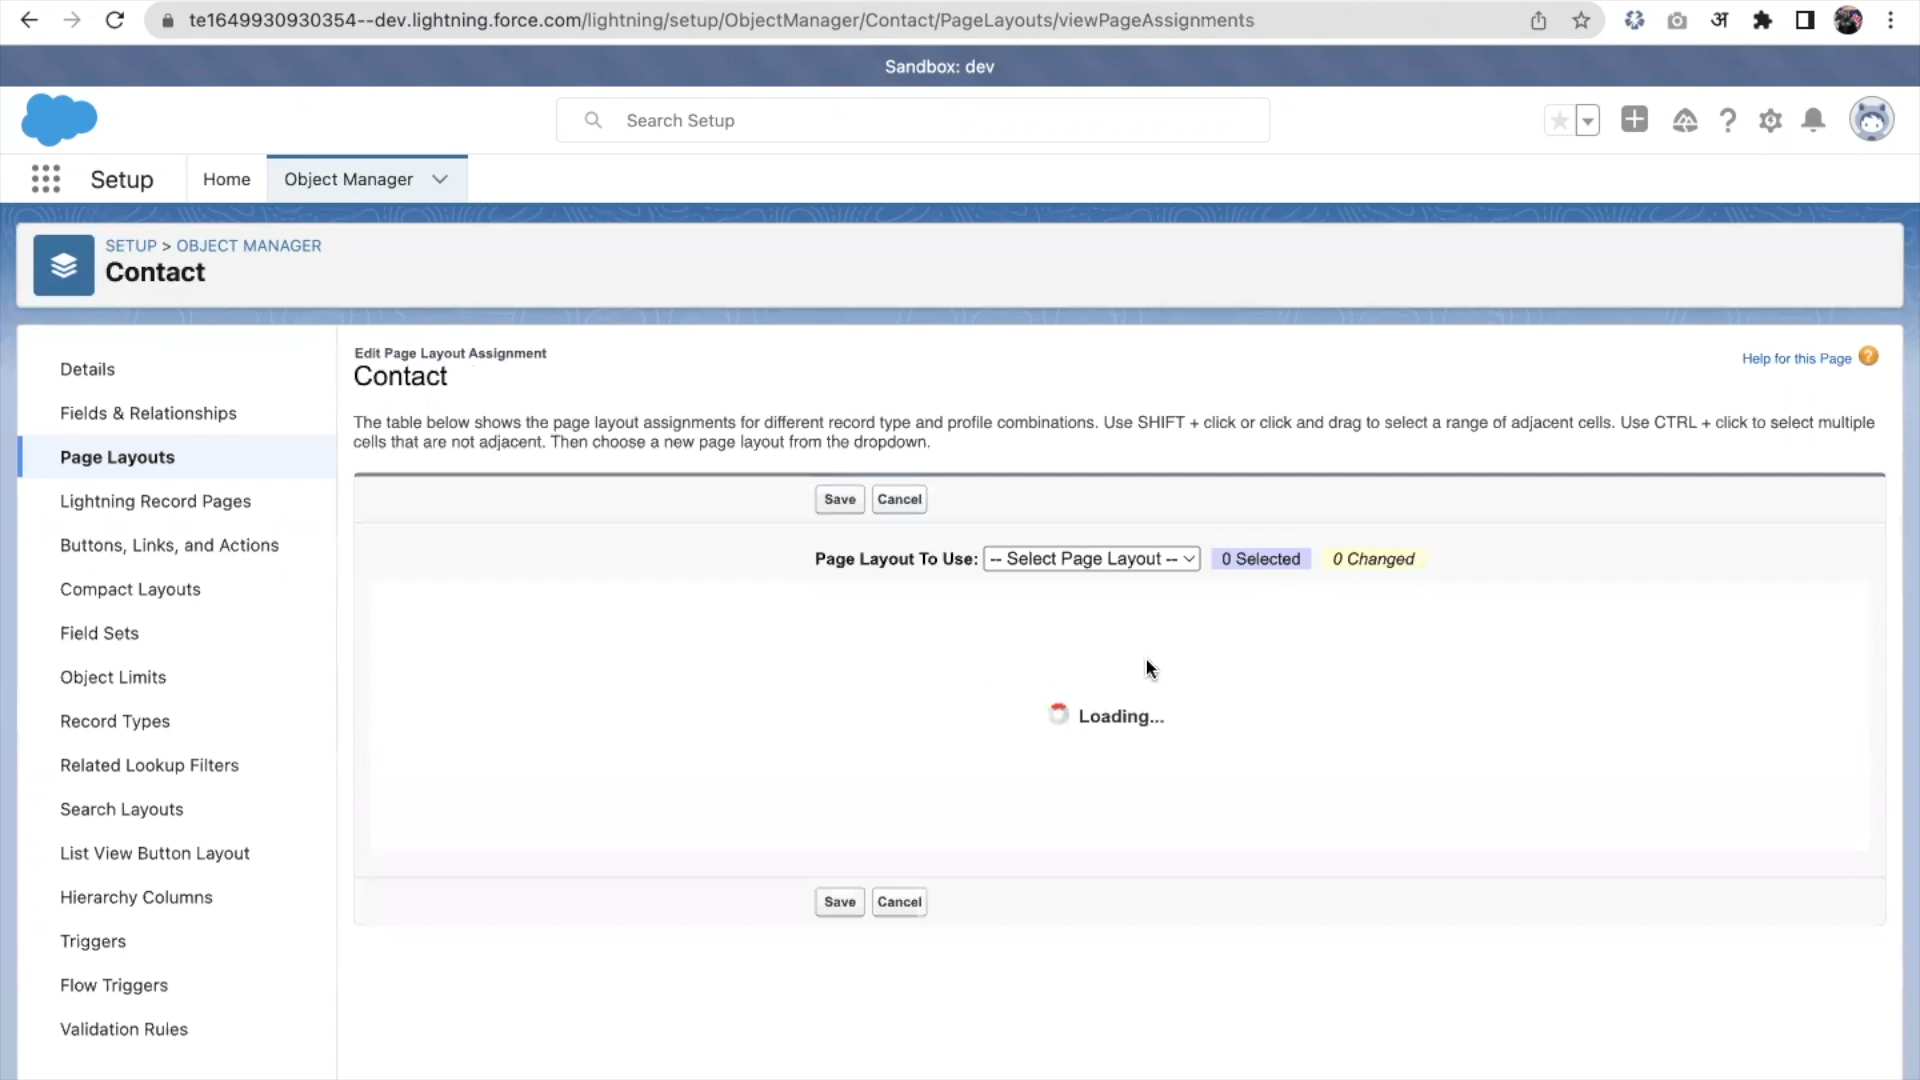 te1649930930354--dev.lightning.force.com/lightning/setup/ObjectManager/Contact/PageLayouts/viewPageAssignments
अ
Sandbox: dev
Search Setup
Setup
Home
Object Manager
SETUP > OBJECT MANAGER
Contact
Details
Fields & Relationships
Page Layouts
Lightning Record Pages
Buttons, Links, and Actions
Compact Layouts
Field Sets
Object Limits
Record Types
Related Lookup Filters
Search Layouts
List View Button Layout
Hierarchy Columns
Triggers
Flow Triggers
Validation Rules
Edit Page Layout Assignment
Contact
Help for this Page ?
The table below shows the page layout assignments for different record type and profile combinations. Use SHIFT + click or click and drag to select a range of adjacent cells. Use CTRL + click to select multiple
cells that are not adjacent. Then choose a new page layout from the dropdown.
Save Cancel
Page Layout To Use: -- Select Page Layout -- 0 Selected 0 Changed
Loading...
Save Cancel